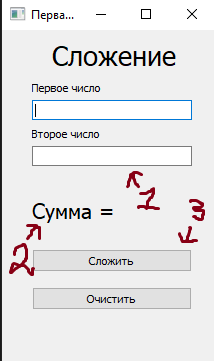 Перва...
Сложение
Первое число
Второе число
1
Сумма =
3
2
Сложить
Очистить